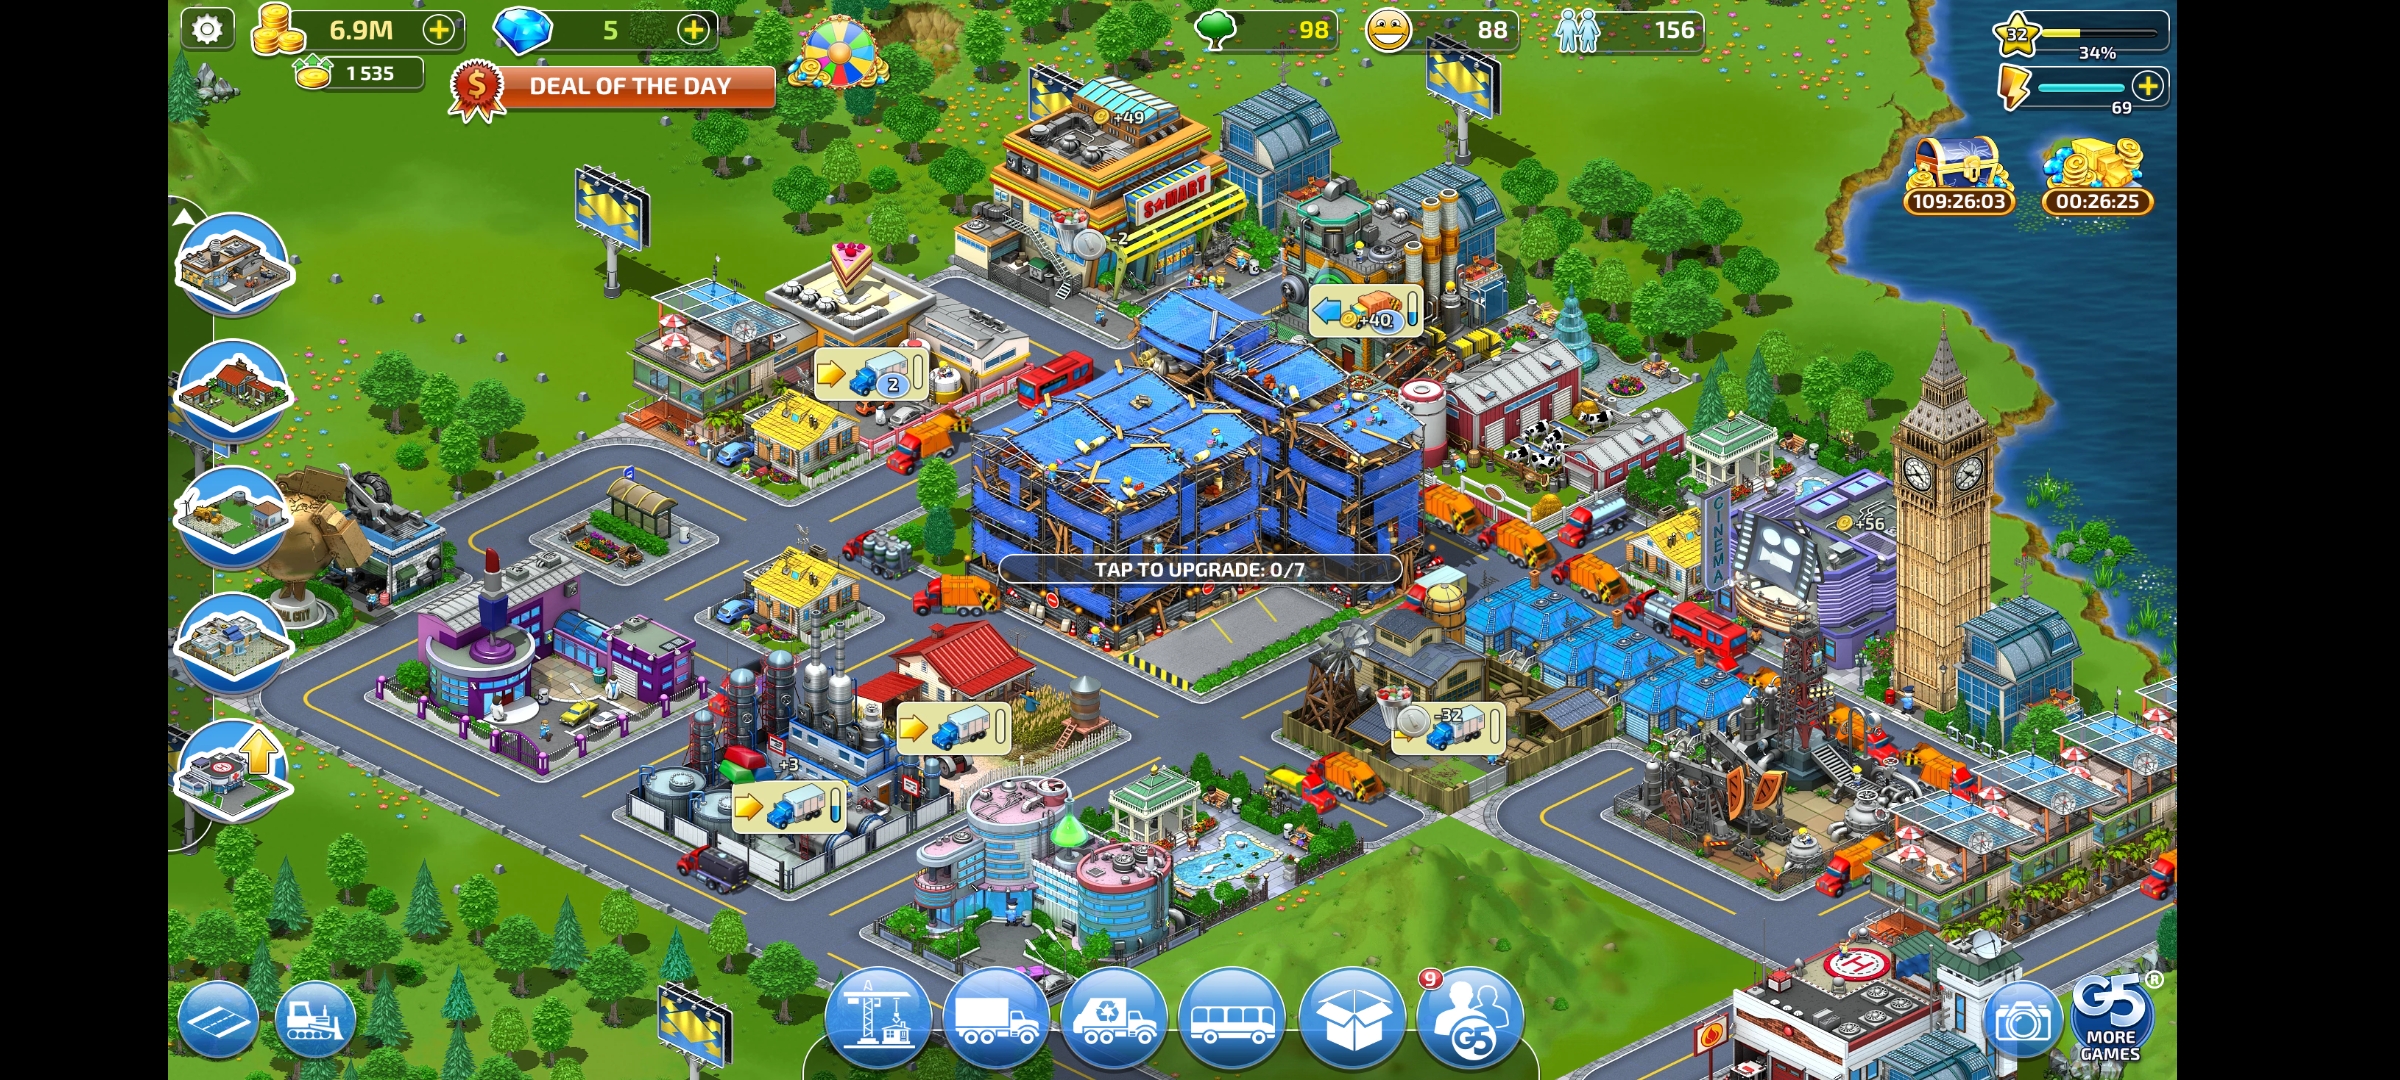 6.9M
5
98
88
156
32
34%
1 535
DEAL OF THE DAY
69
+49
109:26:03
00:26:25
S★MART
-2
+40
2
CINEMA
+56
TAP TO UPGRADE: 0/7
-32
+3
H
A
9
G5
G5®
MORE
GAMES